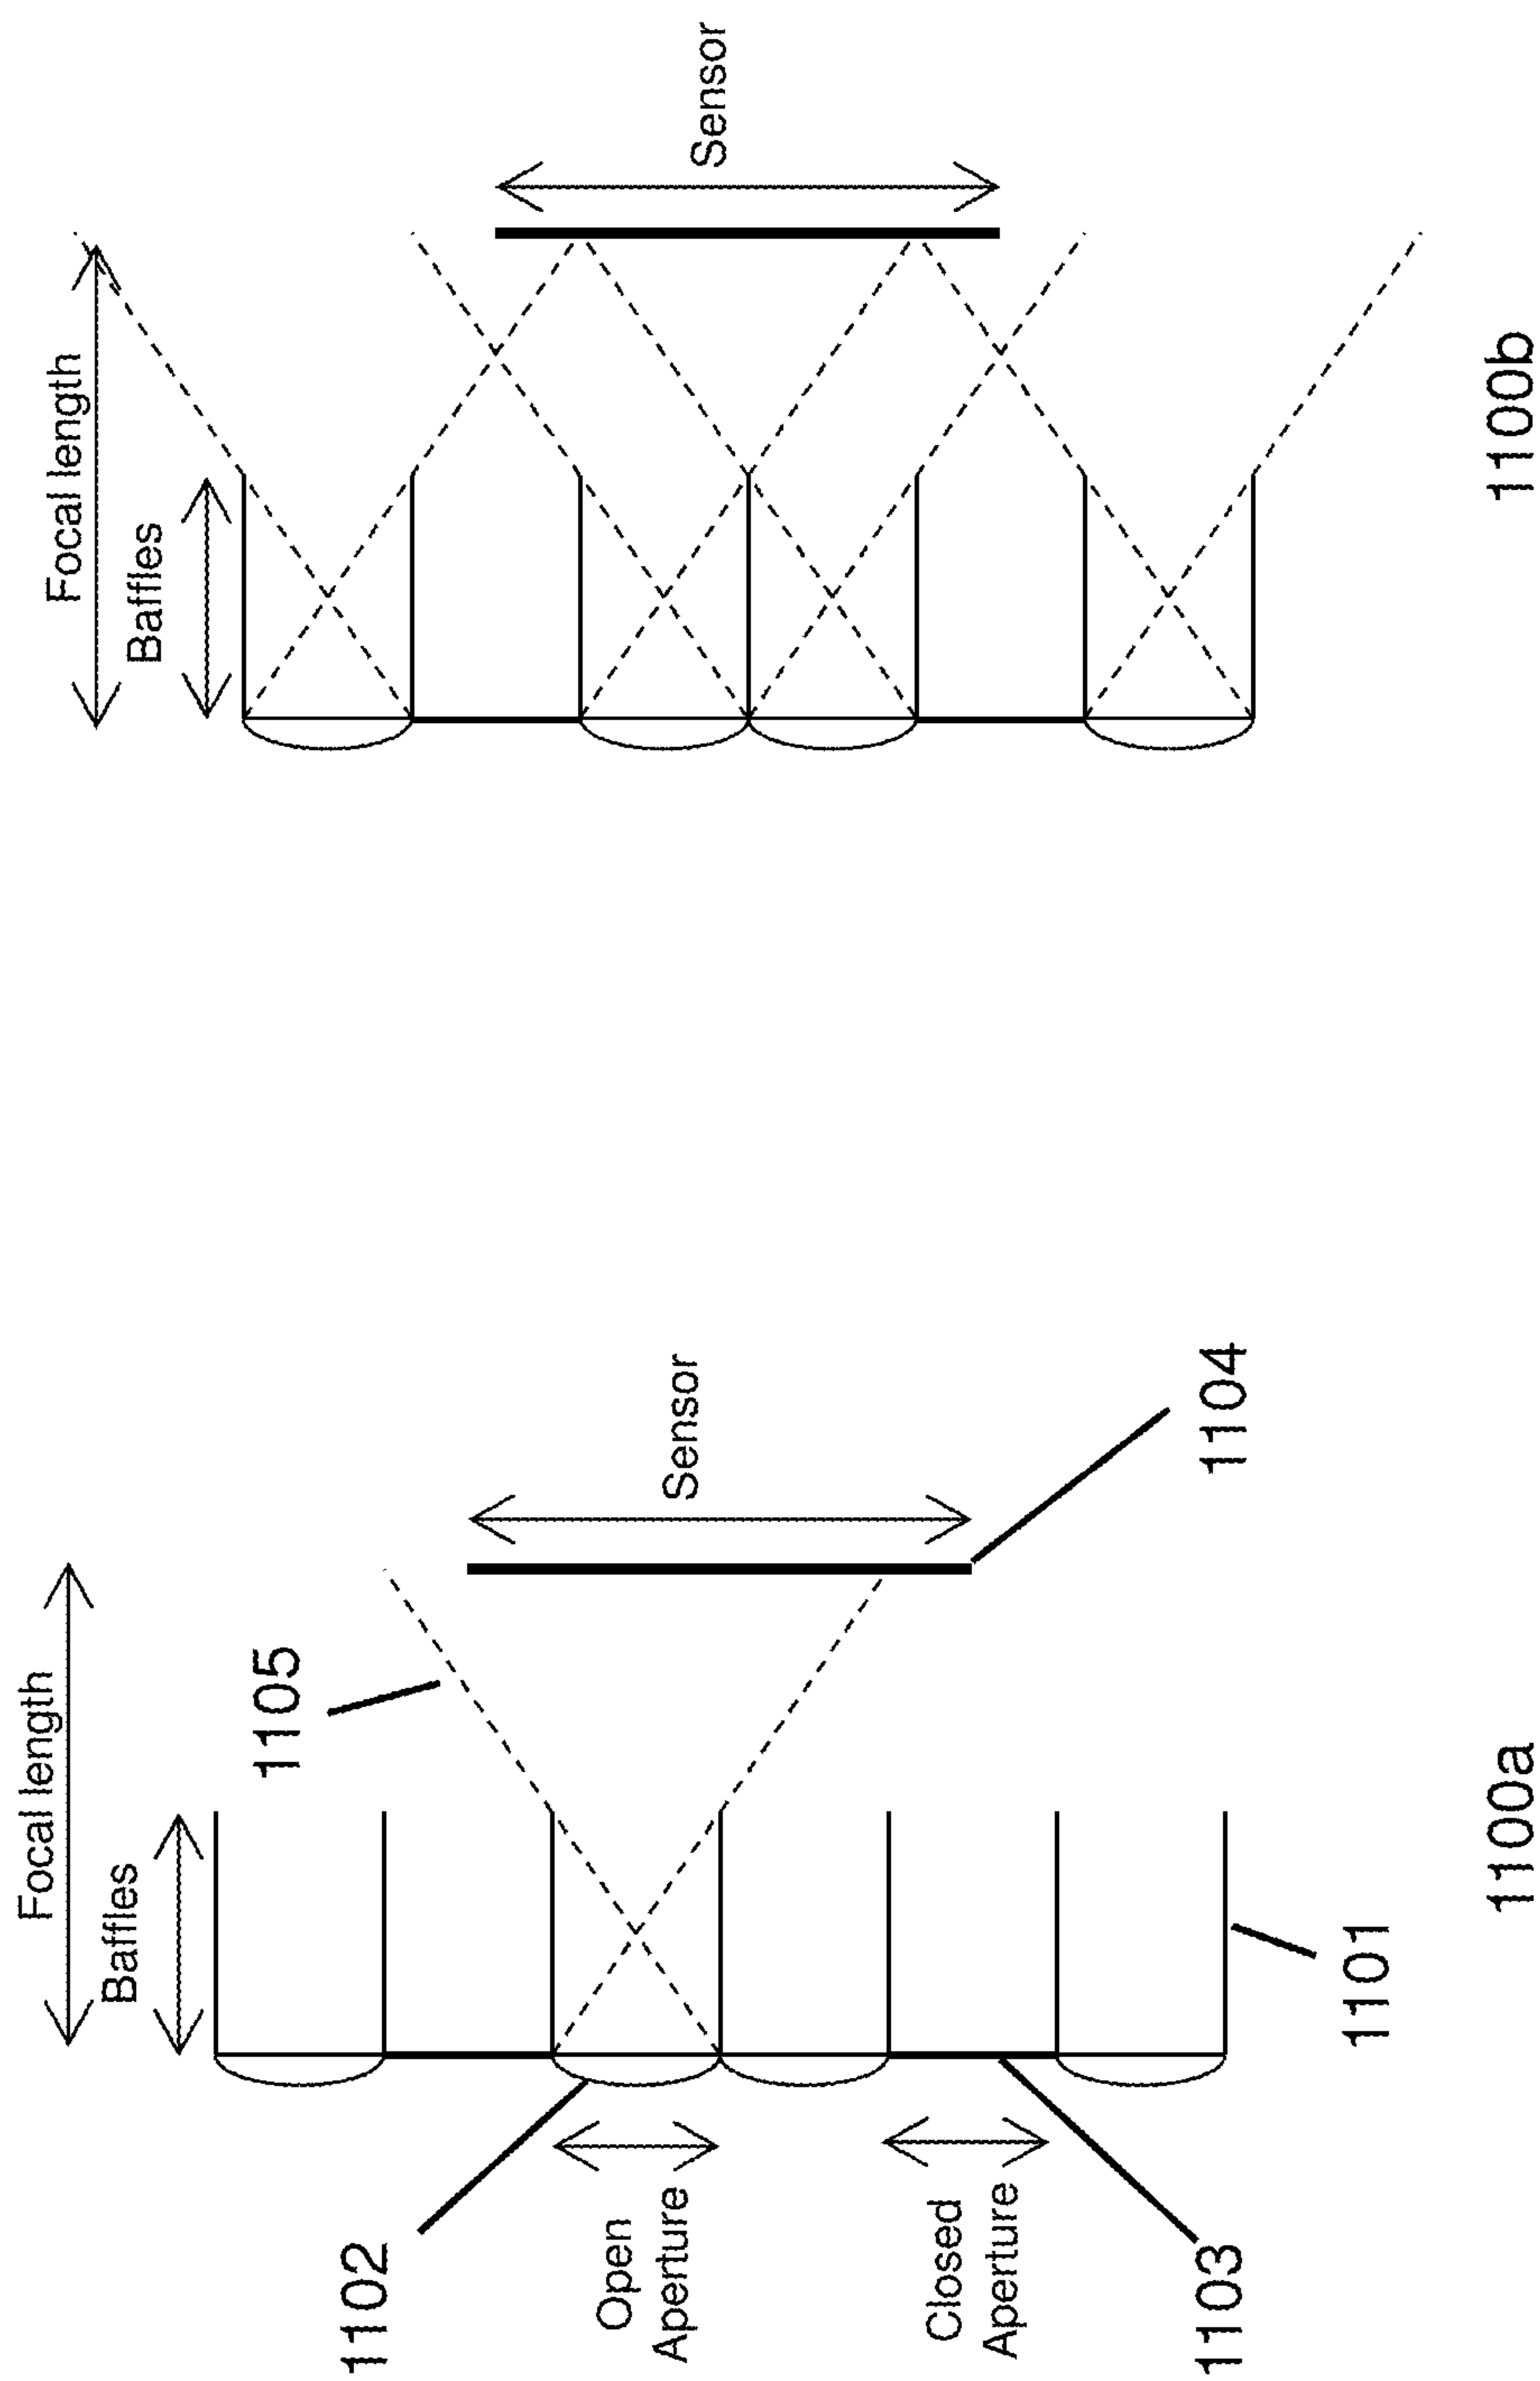 Focal length
Baffles
1105
Sensor
1104
1102
Open
Aperture
Closed
Aperture
1103
1101
1100a
Focal length
Baffles
Sensor
1100b